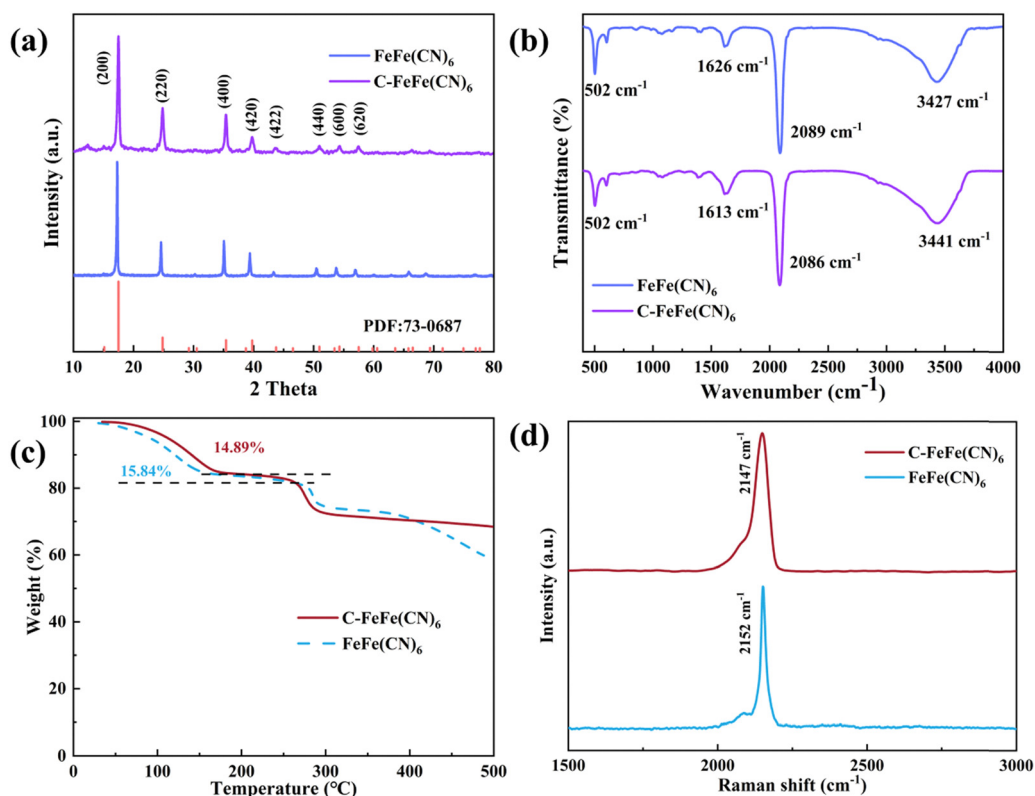 (a)
FeFe(CN)₆
C-FeFe(CN)₆
(200)
(220)
(400)
(420)
(422)
(440)
(600)
(620)
PDF:73-0687
Intensity (a.u.)
10 20 30 40 50 60 70 80
2 Theta
(b)
502 cm⁻¹
1626 cm⁻¹
2089 cm⁻¹
3427 cm⁻¹
502 cm⁻¹
1613 cm⁻¹
2086 cm⁻¹
3441 cm⁻¹
FeFe(CN)₆
C-FeFe(CN)₆
Transmittance (%)
500 1000 1500 2000 2500 3000 3500 4000
Wavenumber (cm⁻¹)
(c)
14.89%
15.84%
C-FeFe(CN)₆
FeFe(CN)₆
Weight (%)
100
80
60
40
20
0
0 100 200 300 400 500
Temperature (°C)
(d)
2147 cm⁻¹
C-FeFe(CN)₆
FeFe(CN)₆
2152 cm⁻¹
Intensity (a.u.)
1500 2000 2500 3000
Raman shift (cm⁻¹)